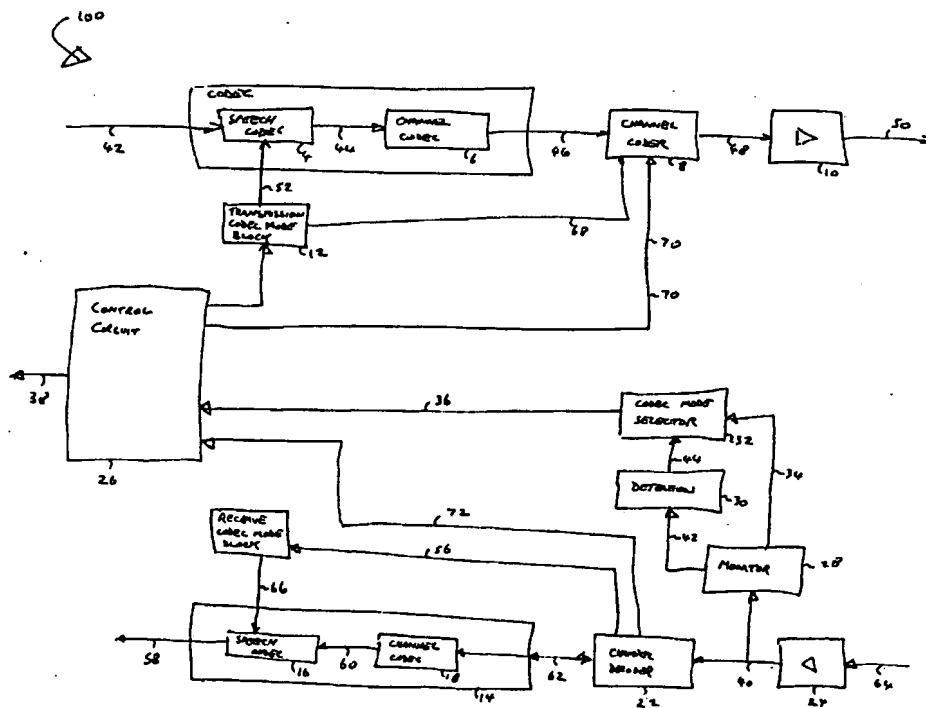 100
CODEC
SPEECH CODEC
CHANNEL CODEC
CHANNEL CODER
42
4
44
6
46
8
48
10
50
52
TRANSMISSION CODEC MODE BLOCK
12
68
70
70
CONTROL CIRCUIT
38
26
36
CODEC MODE SELECTOR
32
44
34
DETECTION
30
72
42
RECEIVE CODEC MODE BLOCK
56
MONITOR
28
66
58
SPEECH CODEC
16
60
CHANNEL CODEC
18
14
62
CHANNEL DECODER
22
40
24
64